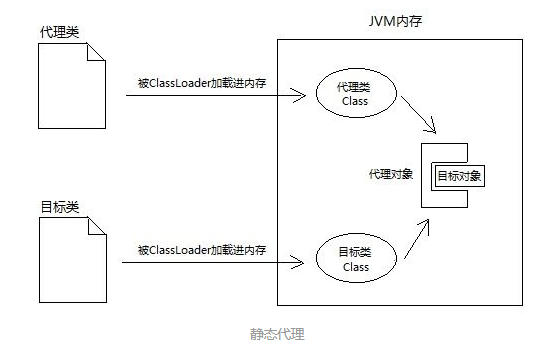 JVM内存
代理类
被ClassLoader加载进内存
代理类
Class
代理对象
目标对象
目标类
被ClassLoader加载进内存
目标类
Class
静态代理